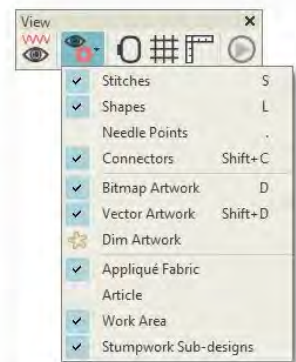 View
Stitches S
Shapes L
Needle Points .
Connectors Shift+C
Bitmap Artwork D
Vector Artwork Shift+D
Dim Artwork
Appliqué Fabric
Article
Work Area
Stumpwork Sub-designs